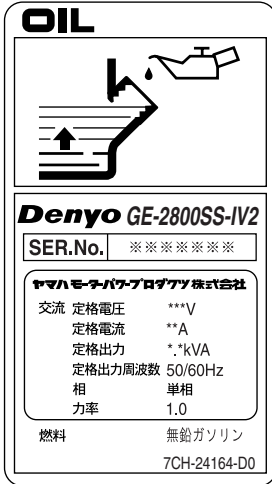 OIL
Denyo GE-2800SS-IV2
SER.No. ※※※※※※※
ヤマハモーターパワープロダクツ株式会社
交流 定格電圧 ***V
定格電流 **A
定格出力 *.*kVA
定格出力周波数 50/60Hz
相 単相
力率 1.0
燃料 無鉛ガソリン
7CH-24164-D0